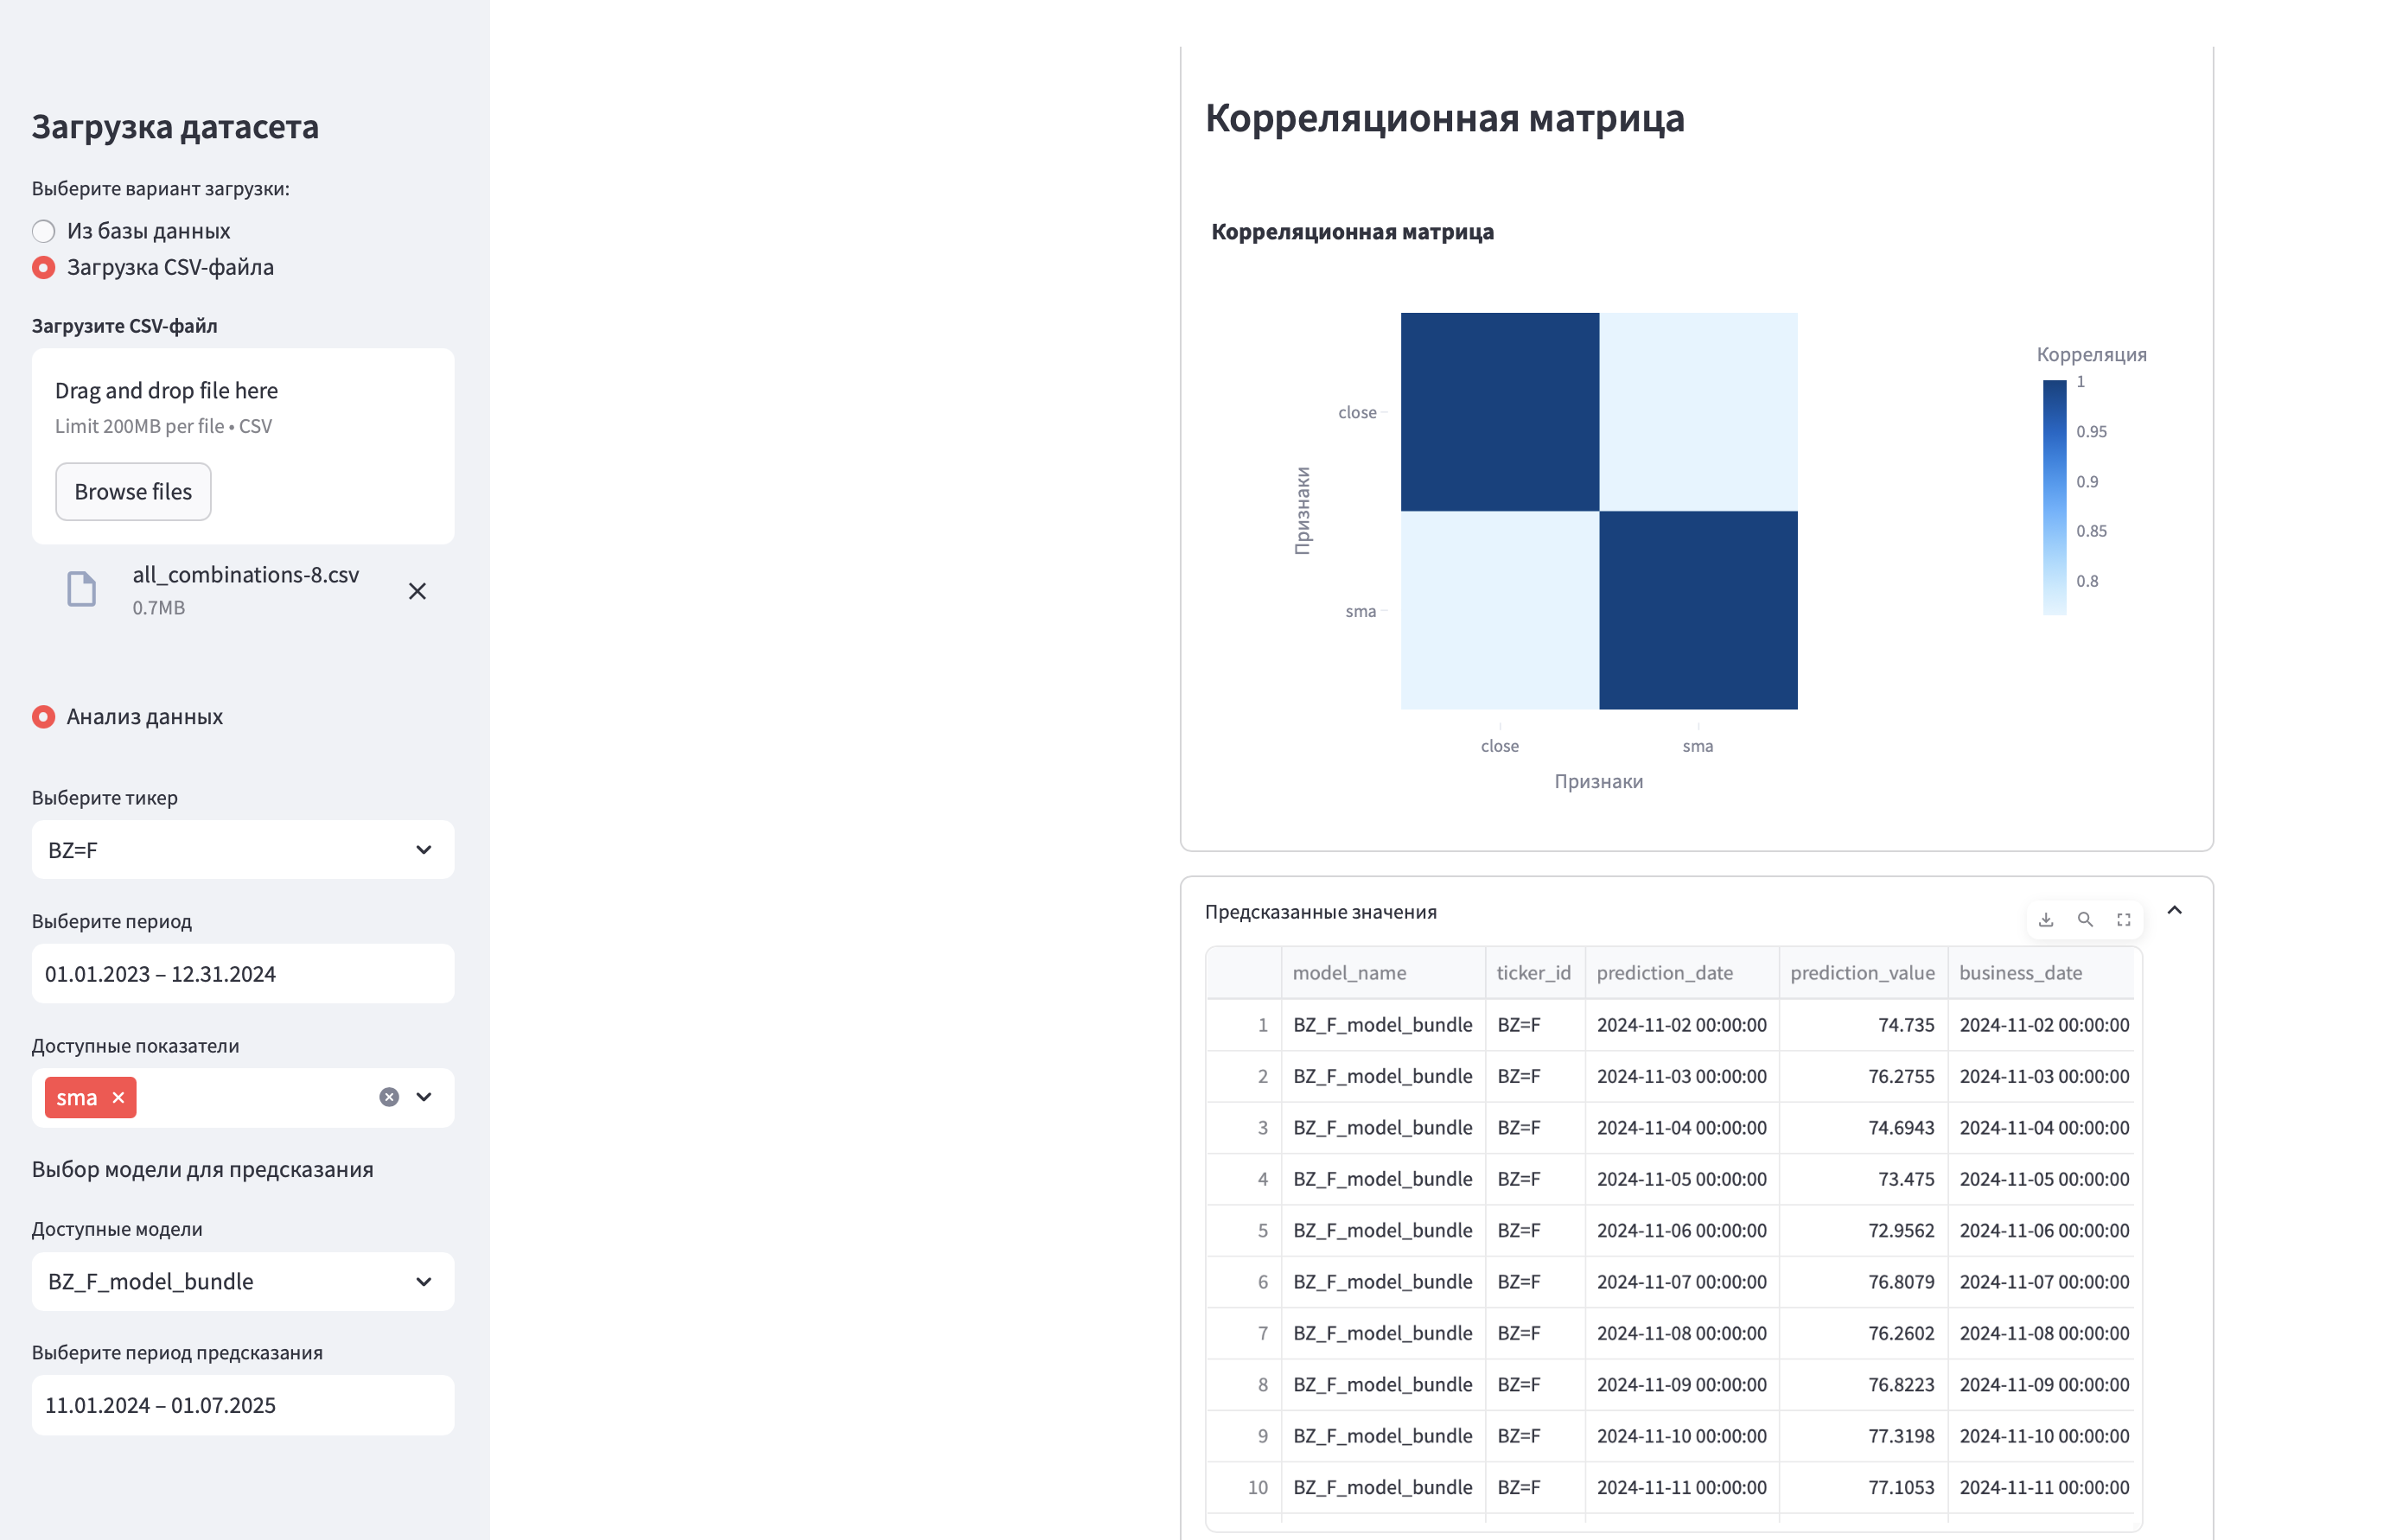 Загрузка датасета
Выберите вариант загрузки:
Из базы данных
Загрузка CSV-файла
Загрузите CSV-файл
Drag and drop file here
Limit 200MB per file • CSV
Browse files
all_combinations-8.csv
0.7MB
Анализ данных
Выберите тикер
BZ=F
Выберите период
01.01.2023 – 12.31.2024
Доступные показатели
sma
Выбор модели для предсказания
Доступные модели
BZ_F_model_bundle
Выберите период предсказания
11.01.2024 – 01.07.2025
Корреляционная матрица
Корреляционная матрица
Корреляция
1
0.95
0.9
0.85
0.8
Признаки
close
sma
close sma
Признаки
Предсказанные значения
model_name ticker_id prediction_date prediction_value business_date
1 BZ_F_model_bundle BZ=F 2024-11-02 00:00:00 74.735 2024-11-02 00:00:00
2 BZ_F_model_bundle BZ=F 2024-11-03 00:00:00 76.2755 2024-11-03 00:00:00
3 BZ_F_model_bundle BZ=F 2024-11-04 00:00:00 74.6943 2024-11-04 00:00:00
4 BZ_F_model_bundle BZ=F 2024-11-05 00:00:00 73.475 2024-11-05 00:00:00
5 BZ_F_model_bundle BZ=F 2024-11-06 00:00:00 72.9562 2024-11-06 00:00:00
6 BZ_F_model_bundle BZ=F 2024-11-07 00:00:00 76.8079 2024-11-07 00:00:00
7 BZ_F_model_bundle BZ=F 2024-11-08 00:00:00 76.2602 2024-11-08 00:00:00
8 BZ_F_model_bundle BZ=F 2024-11-09 00:00:00 76.8223 2024-11-09 00:00:00
9 BZ_F_model_bundle BZ=F 2024-11-10 00:00:00 77.3198 2024-11-10 00:00:00
10 BZ_F_model_bundle BZ=F 2024-11-11 00:00:00 77.1053 2024-11-11 00:00:00